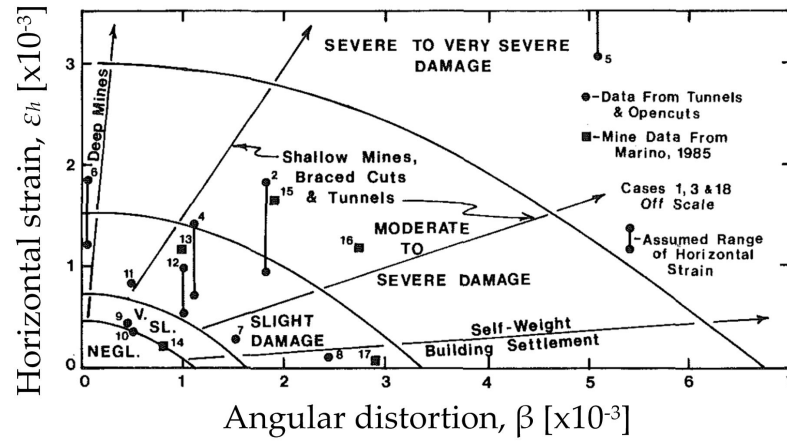 Horizontal strain, εh [x10-3]
3
2
1
0
0
1
2
3
4
5
6
7
Angular distortion, β [x10-3]
Deep Mines
SEVERE TO VERY SEVERE
DAMAGE
5
–Data From Tunnels
& Opencuts
–Mine Data From
Marino, 1985
Shallow Mines,
Braced Cuts
& Tunnels
Cases 1, 3 & 18
Off Scale
–Assumed Range
of Horizontal
Strain
6
2
15
4
13
12
16
11
MODERATE
TO
SEVERE DAMAGE
9
V.
SL.
10
NEGL.
14
SLIGHT
DAMAGE
7
8
17
Self-Weight
Building Settlement